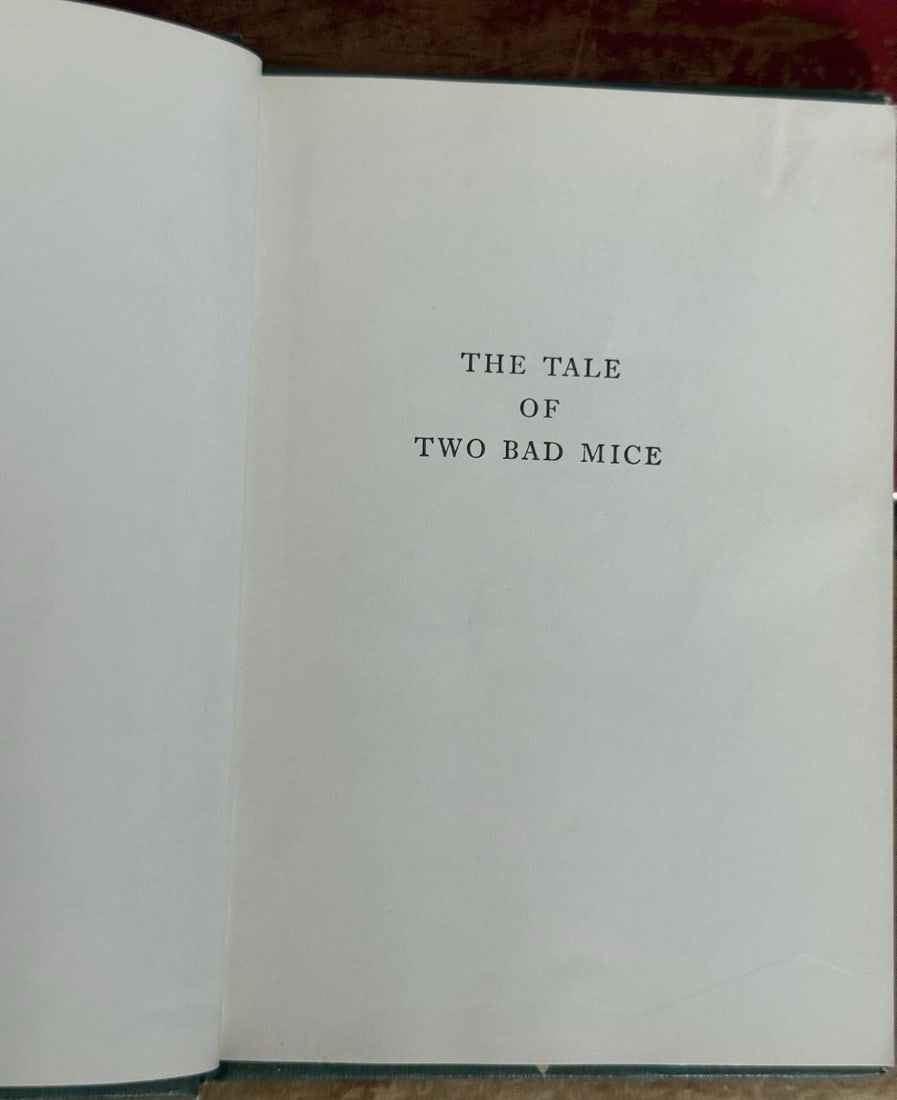 THE TALE
OF
TWO BAD MICE